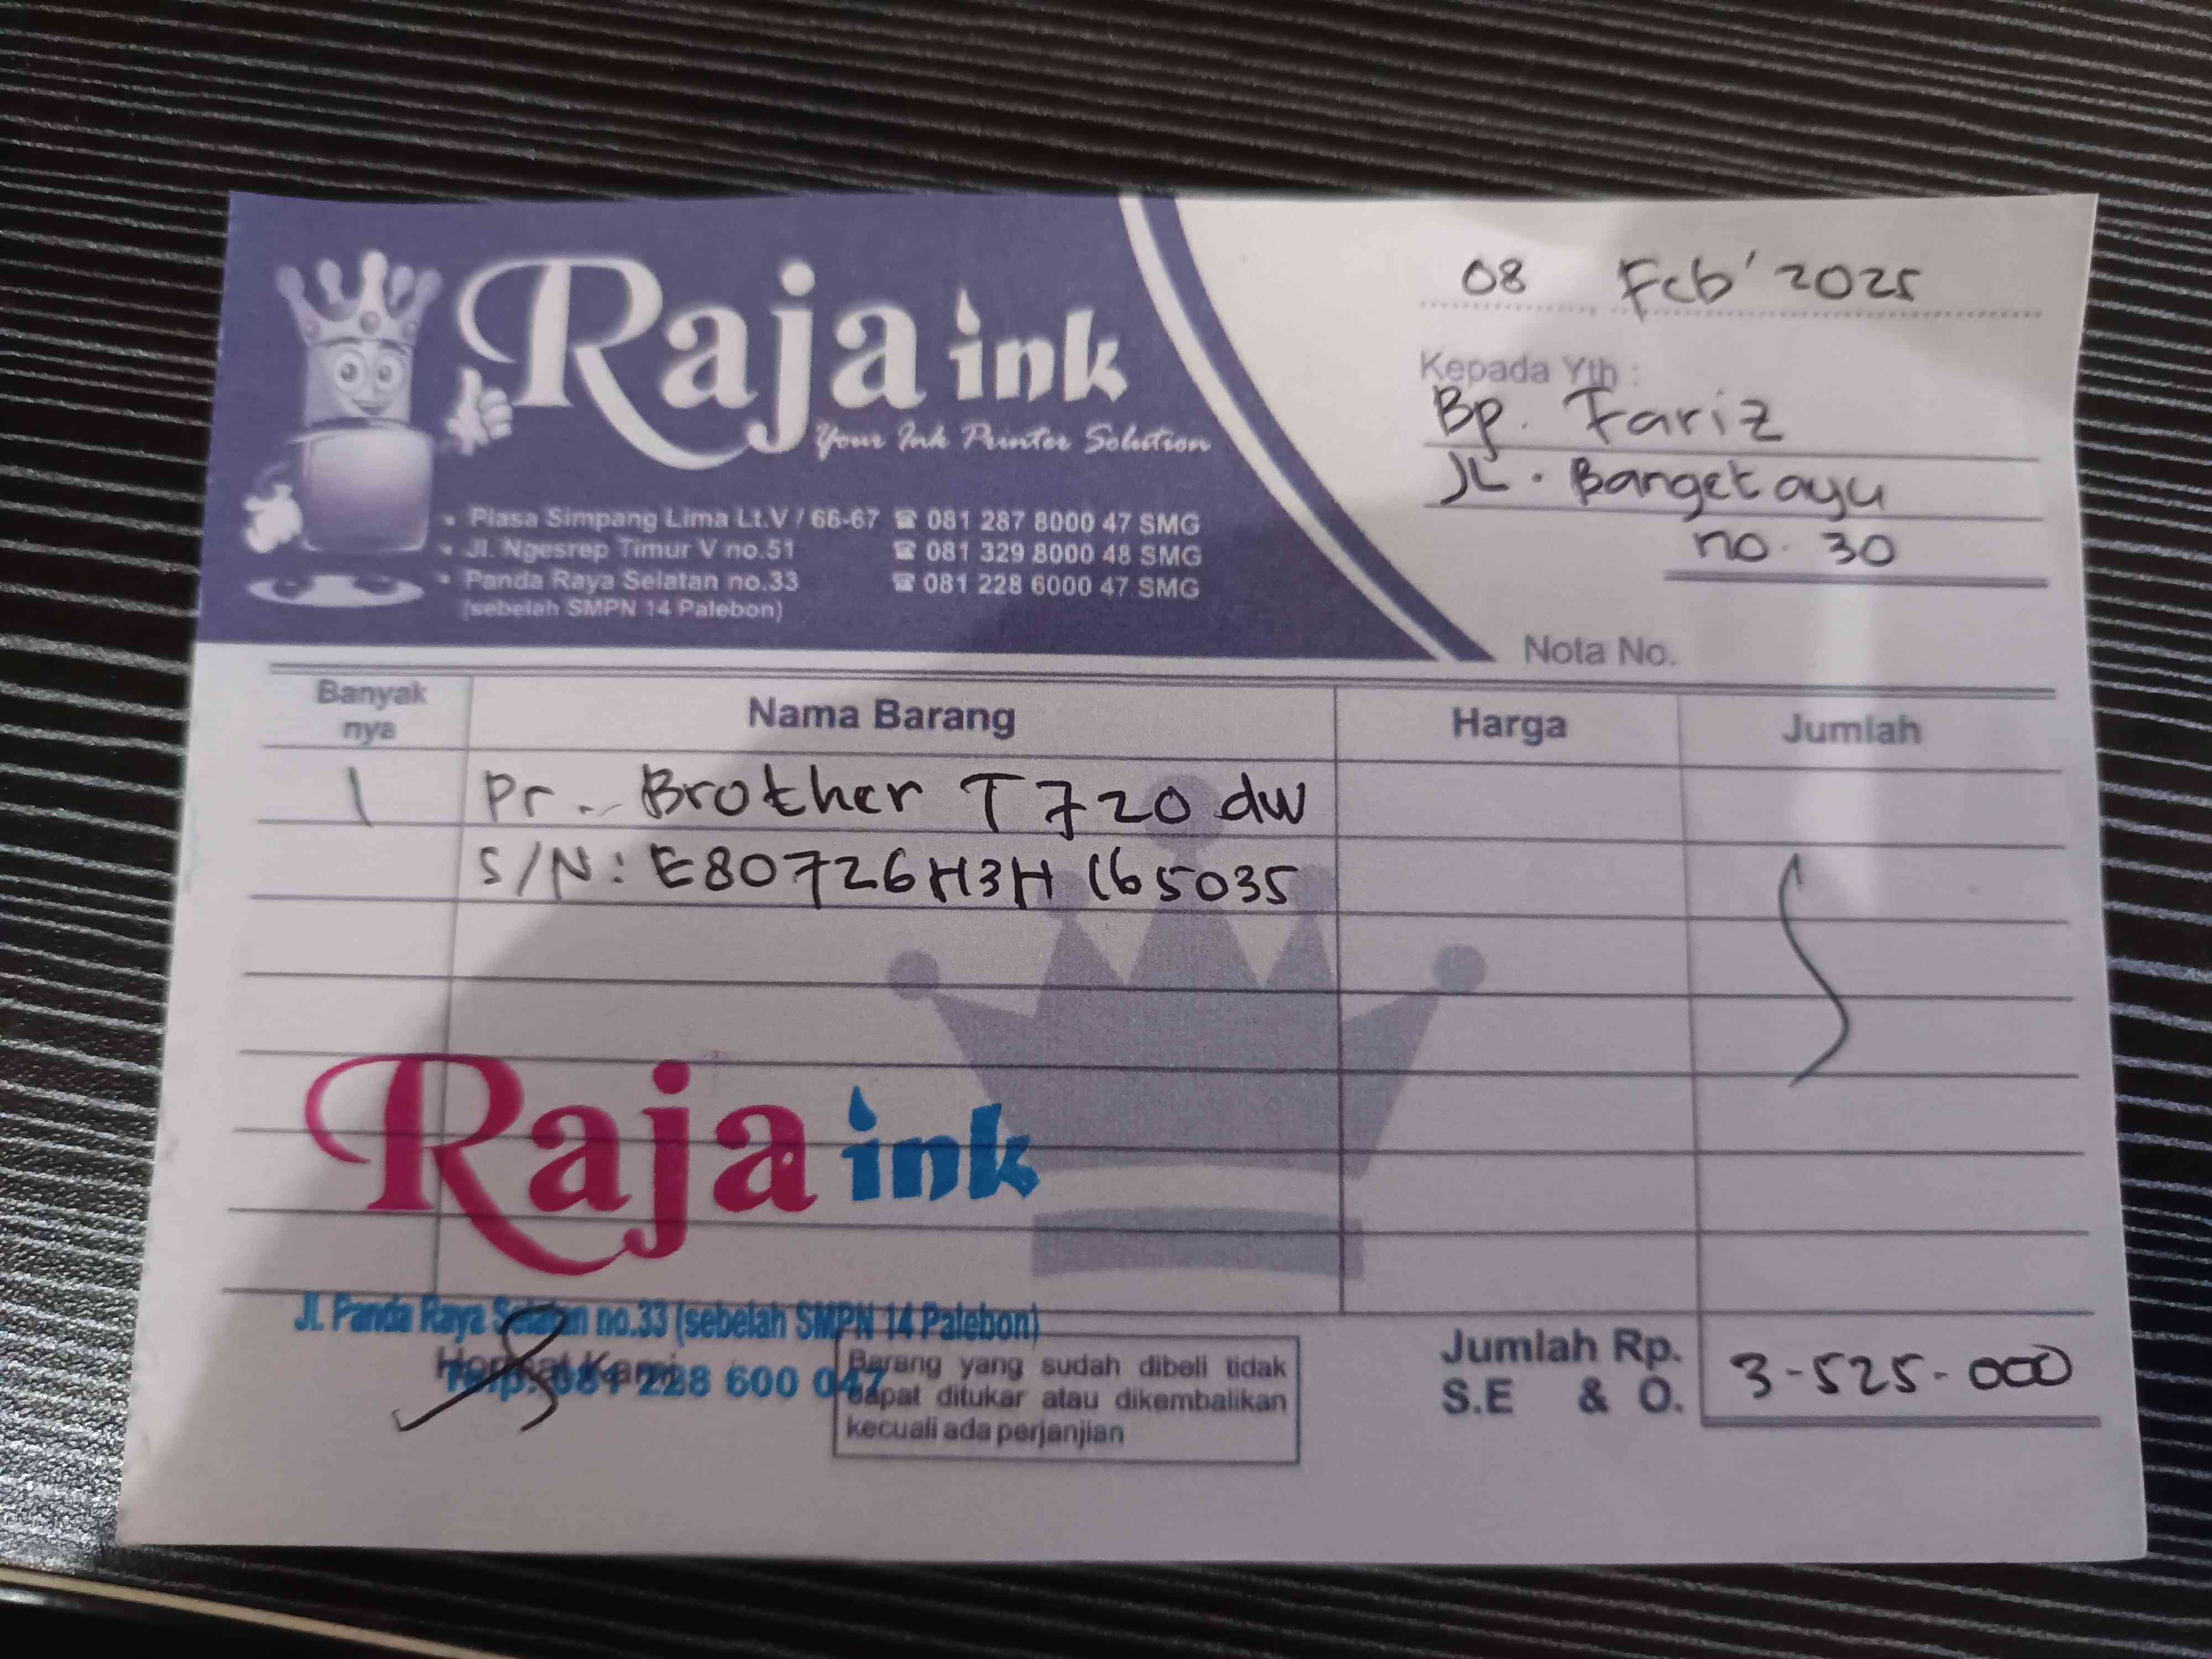 Raja ink
Your Ink Printer Solution
• Plasa Simpang Lima Lt.V / 66-67 ☎ 081 287 8000 47 SMG
• Jl. Ngesrep Timur V no.51 ☎ 081 329 8000 48 SMG
• Panda Raya Selatan no.33 ☎ 081 228 6000 47 SMG
(sebelah SMPN 14 Palebon)
08 Feb' 2025
Kepada Yth :
Bp. Fariz
JL. Bangetayu
no. 30
Nota No.
Banyak nya Nama Barang Harga Jumlah
1 Pr. Brother T720 dw
S/N: E80726H3H165035
Raja ink
Jl. Panda Raya Selatan no.33 (sebelah SMPN 14 Palebon)
Telp. 081 228 600 047
Hormat Kami
Barang yang sudah dibeli tidak
dapat ditukar atau dikembalikan
kecuali ada perjanjian
Jumlah Rp. 3-525-000
S.E & O.